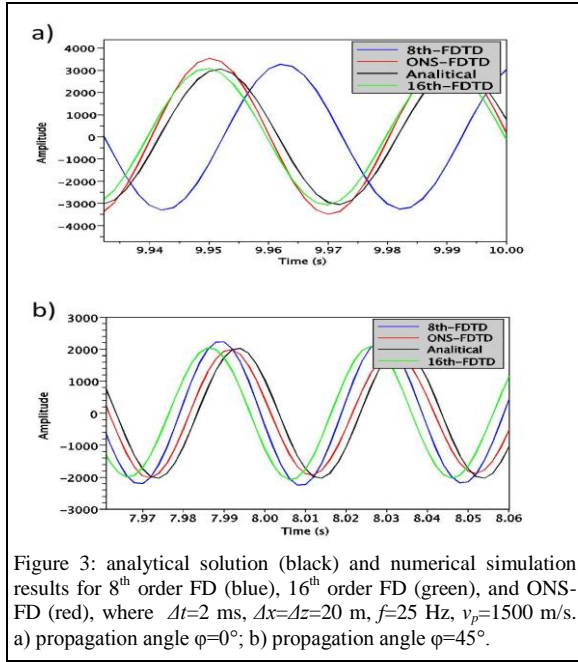 a)
4000
3000
2000
1000
0
-1000
-2000
-3000
-4000
Amplitude
8th-FDTD
ONS-FDTD
Analitical
16th-FDTD
9.94 9.95 9.96 9.97 9.98 9.99 10.00
Time (s)
b)
3000
2000
1000
0
-1000
-2000
-3000
Amplitude
8th-FDTD
ONS-FDTD
Analitical
16th-FDTD
7.97 7.98 7.99 8.00 8.01 8.02 8.03 8.04 8.05 8.06
Time (s)
Figure 3: analytical solution (black) and numerical simulation
results for 8th order FD (blue), 16th order FD (green), and ONS-
FD (red), where Δt=2 ms, Δx=Δz=20 m, f=25 Hz, vp=1500 m/s.
a) propagation angle φ=0°; b) propagation angle φ=45°.